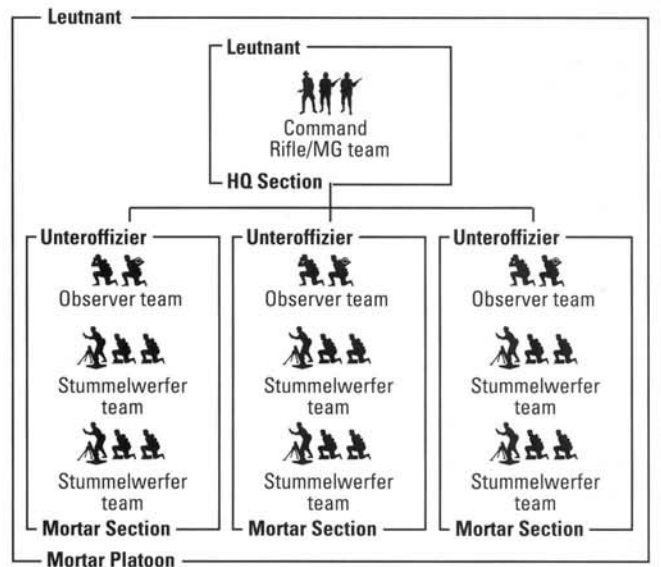 Leutnant
Leutnant
Command
Rifle/MG team
HQ Section
Unteroffizier
Observer team
Stummelwerfer
team
Stummelwerfer
team
Mortar Section
Unteroffizier
Observer team
Stummelwerfer
team
Stummelwerfer
team
Mortar Section
Unteroffizier
Observer team
Stummelwerfer
team
Stummelwerfer
team
Mortar Section
Mortar Platoon